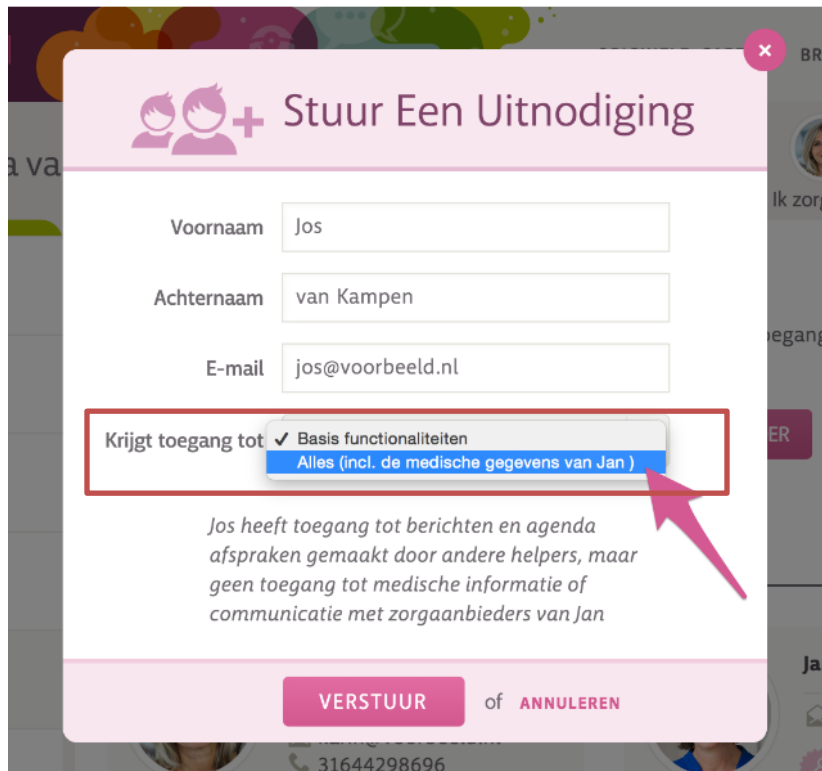 BR
Stuur Een Uitnodiging
a va
Ik zorg
Voornaam
Jos
Achternaam
van Kampen
E-mail
jos@voorbeeld.nl
Krijgt toegang tot
✓ Basis functionaliteiten
Alles (incl. de medische gegevens van Jan )
ER
Jos heeft toegang tot berichten en agenda
afspraken gemaakt door andere helpers, maar
geen toegang tot medische informatie of
communicatie met zorgaanbieders van Jan
Ja
VERSTUUR of ANNULEREN
31644298696